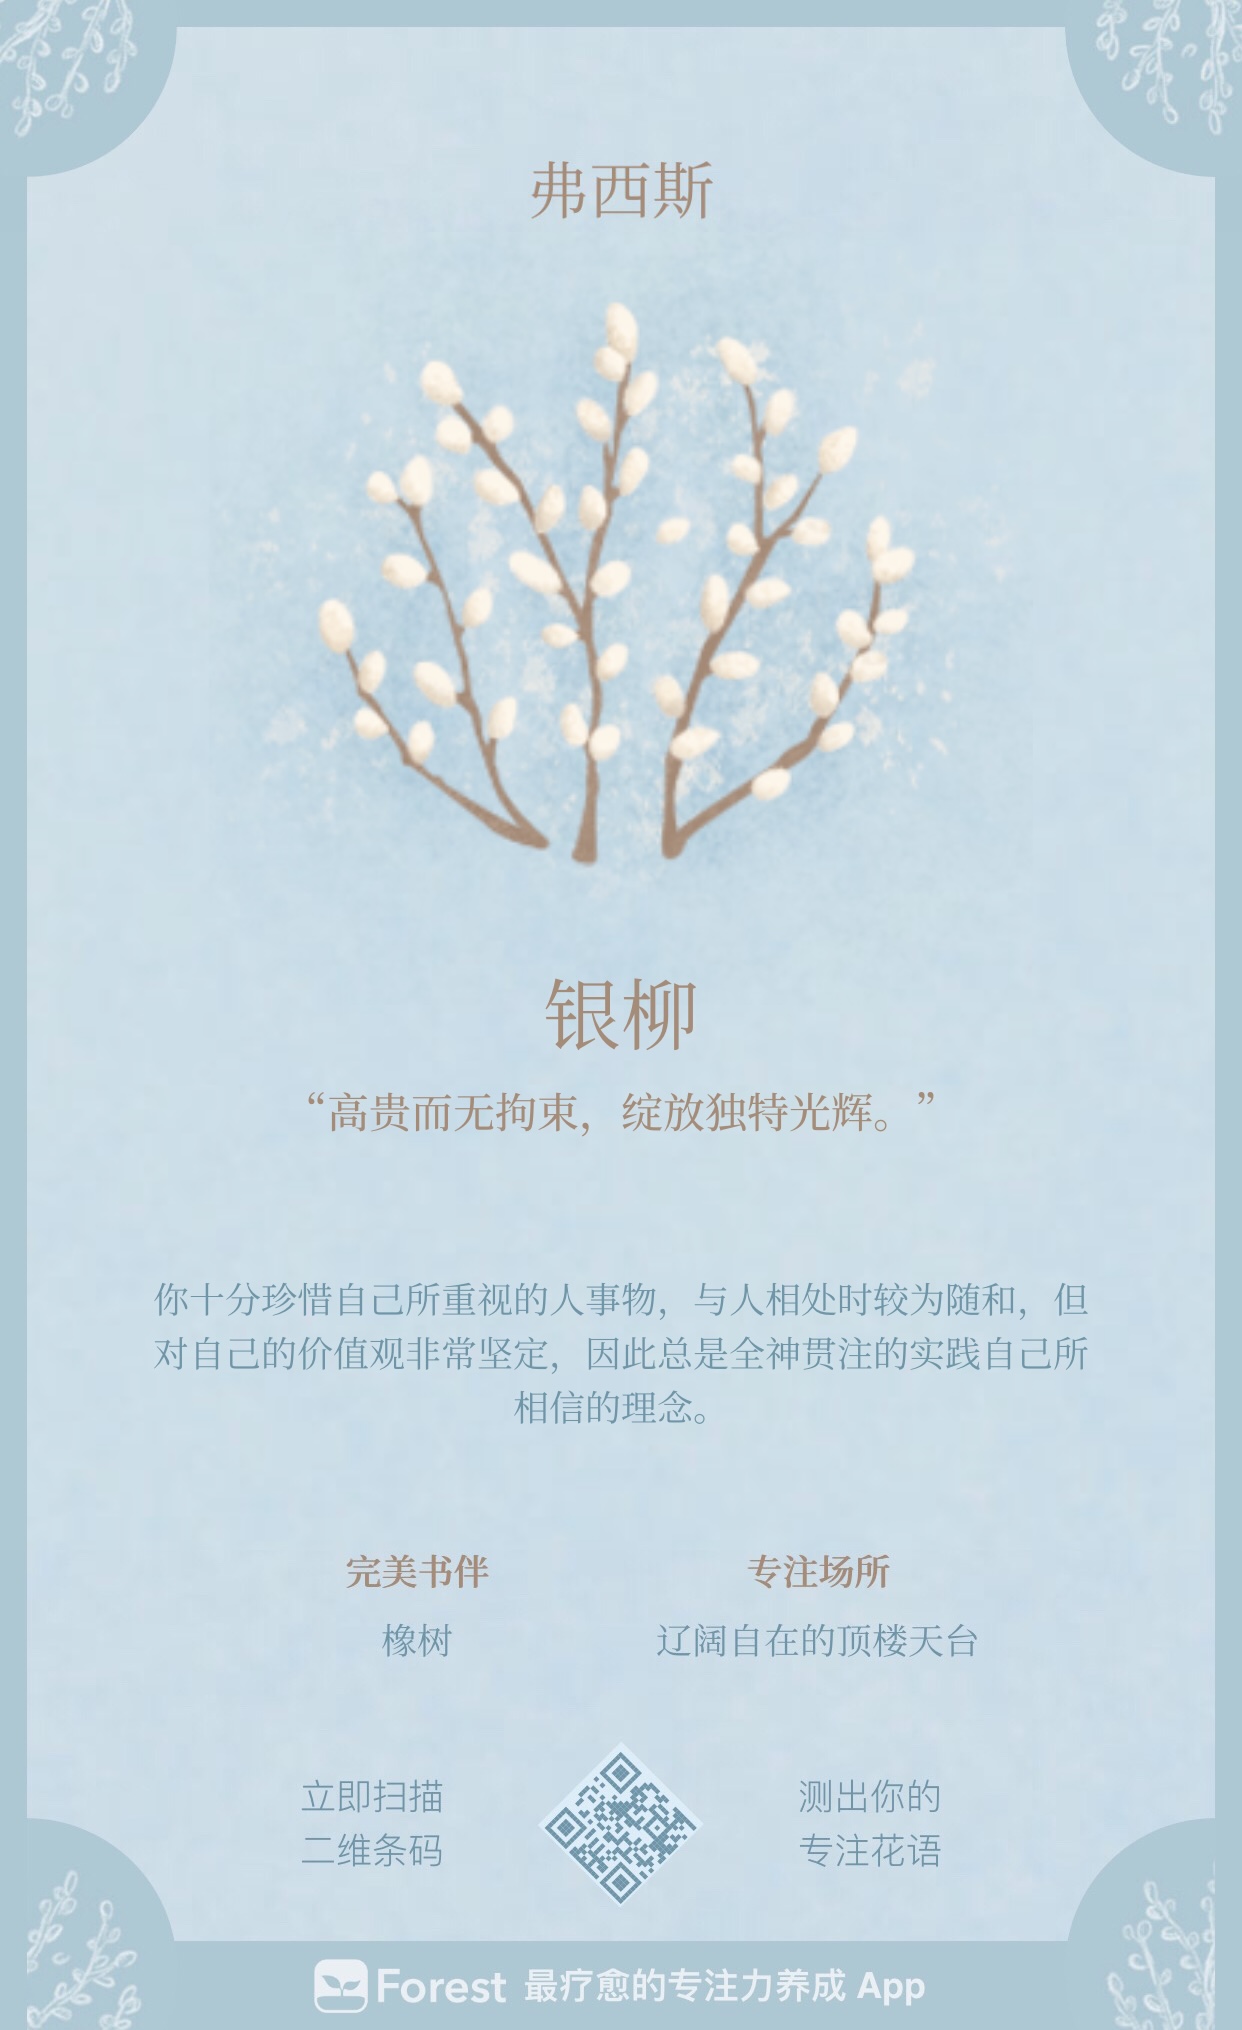 弗西斯
银柳
“高贵而无拘束，绽放独特光辉。”
你十分珍惜自己所重视的人事物，与人相处时较为随和，但
对自己的价值观非常坚定，因此总是全神贯注的实践自己所
相信的理念。
完美书伴
橡树
专注场所
辽阔自在的顶楼天台
立即扫描
二维条码
测出你的
专注花语
Forest 最疗愈的专注力养成 App